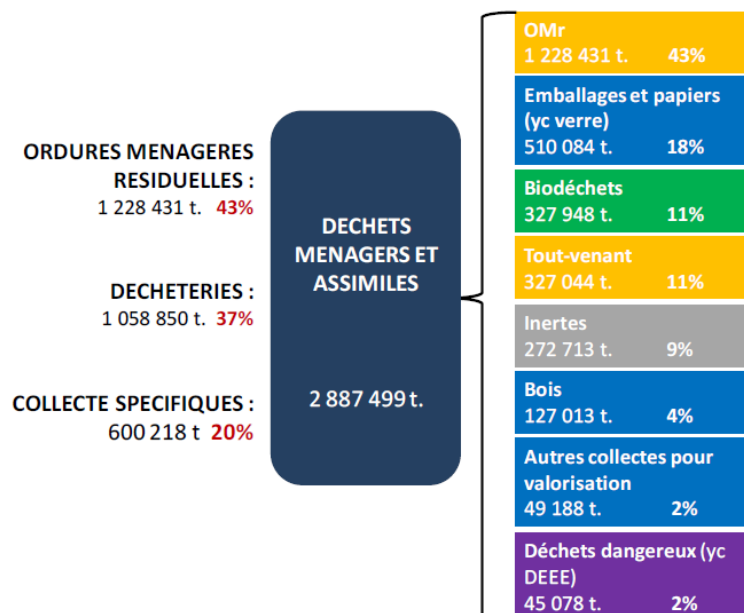 ORDURES MENAGERES
RESIDUELLES :
1 228 431 t. 43%
DECHETERIES :
1 058 850 t. 37%
COLLECTE SPECIFIQUES :
600 218 t 20%
DECHETS
MENAGERS ET
ASSIMILES
2 887 499 t.
OMr
1 228 431 t. 43%
Emballages et papiers
(yc verre)
510 084 t. 18%
Biodéchets
327 948 t. 11%
Tout-venant
327 044 t. 11%
Inertes
272 713 t. 9%
Bois
127 013 t. 4%
Autres collectes pour
valorisation
49 188 t. 2%
Déchets dangereux (yc
DEEE)
45 078 t. 2%